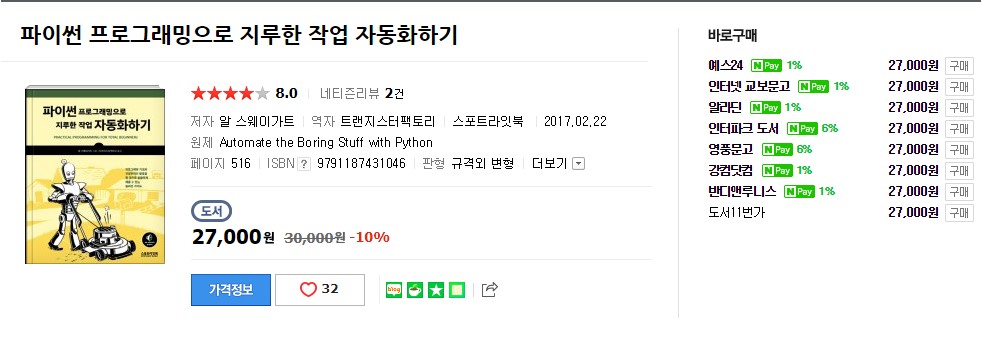 파이썬 프로그래밍으로 지루한 작업 자동화하기
파이썬 프로그래밍으로
지루한 작업 자동화하기
PRACTICAL PROGRAMMING FOR TOTAL BEGINNERS
8.0 네티즌리뷰 2건
저자 알 스웨이가트 역자 트랜지스터팩토리 스포트라잇북 2017.02.22
원제 Automate the Boring Stuff with Python
페이지 516 ISBN ? 9791187431046 판형 규격외 변형 더보기
도서
27,000원 30,000원 -10%
가격정보 32 blog
바로구매
예스24 N Pay 1% 27,000원 구매
인터넷 교보문고 N Pay 1% 27,000원 구매
알라딘 N Pay 1% 27,000원 구매
인터파크 도서 N Pay 6% 27,000원 구매
영풍문고 N Pay 6% 27,000원 구매
강컴닷컴 N Pay 1% 27,000원 구매
반디앤루니스 N Pay 1% 27,000원 구매
도서11번가 27,000원 구매